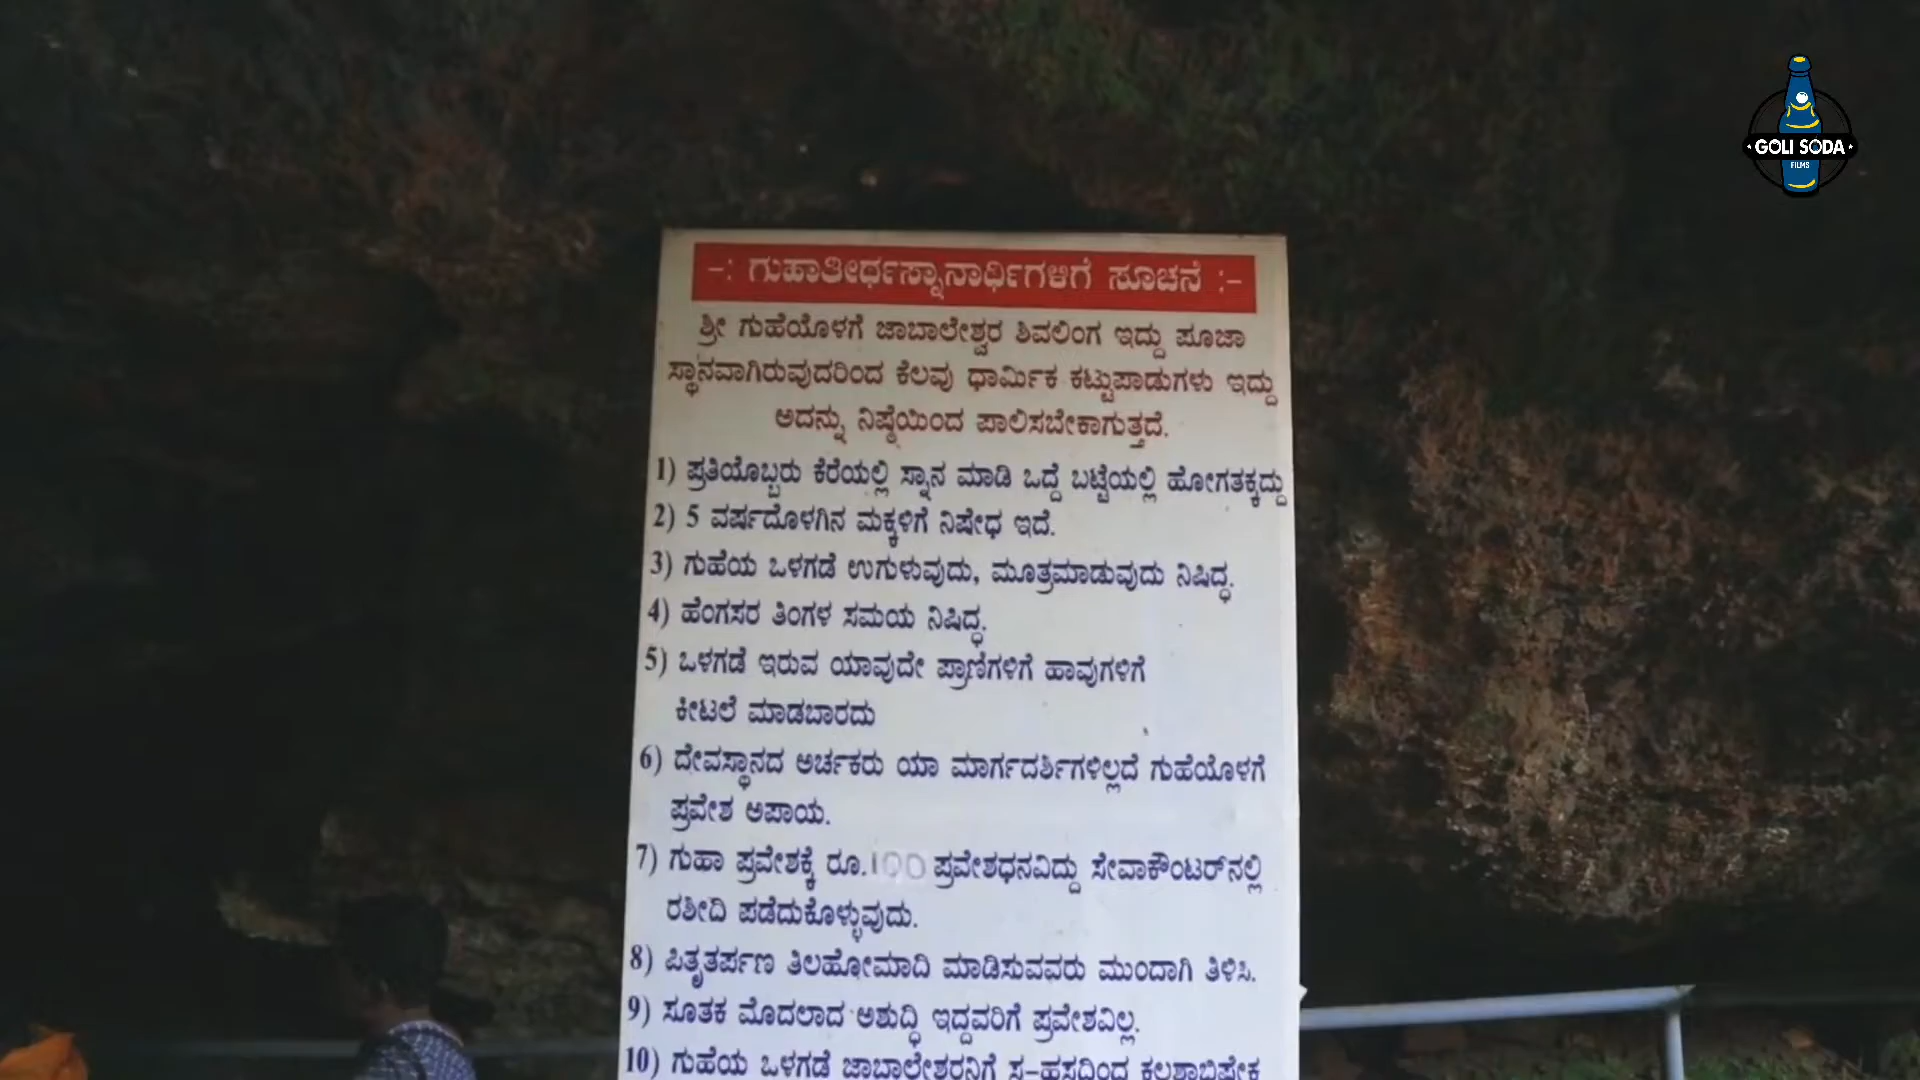 GOLI SODA
FILMS
-: ಗುಹಾತೀರ್ಥಸ್ನಾನಾರ್ಥಿಗಳಿಗೆ ಸೂಚನೆ :-
ಶ್ರೀ ಗುಹೆಯೊಳಗೆ ಜಾಬಾಲೇಶ್ವರ ಶಿವಲಿಂಗ ಇದ್ದು ಪೂಜಾ
ಸ್ಥಾನವಾಗಿರುವುದರಿಂದ ಕೆಲವು ಧಾರ್ಮಿಕ ಕಟ್ಟುಪಾಡುಗಳು ಇದ್ದು
ಅದನ್ನು ನಿಷ್ಠೆಯಿಂದ ಪಾಲಿಸಬೇಕಾಗುತ್ತದೆ.
1) ಪ್ರತಿಯೊಬ್ಬರು ಕೆರೆಯಲ್ಲಿ ಸ್ನಾನ ಮಾಡಿ ಒದ್ದೆ ಬಟ್ಟೆಯಲ್ಲಿ ಹೋಗತಕ್ಕದ್ದು
2) 5 ವರ್ಷದೊಳಗಿನ ಮಕ್ಕಳಿಗೆ ನಿಷೇಧ ಇದೆ.
3) ಗುಹೆಯ ಒಳಗಡೆ ಉಗುಳುವುದು, ಮೂತ್ರಮಾಡುವುದು ನಿಷಿದ್ಧ.
4) ಹೆಂಗಸರ ತಿಂಗಳ ಸಮಯ ನಿಷಿದ್ಧ.
5) ಒಳಗಡೆ ಇರುವ ಯಾವುದೇ ಪ್ರಾಣಿಗಳಿಗೆ ಹಾವುಗಳಿಗೆ
ಕೀಟಲೆ ಮಾಡಬಾರದು
6) ದೇವಸ್ಥಾನದ ಅರ್ಚಕರು ಯಾ ಮಾರ್ಗದರ್ಶಿಗಳಿಲ್ಲದೆ ಗುಹೆಯೊಳಗೆ
ಪ್ರವೇಶ ಅಪಾಯ.
7) ಗುಹಾ ಪ್ರವೇಶಕ್ಕೆ ರೂ.100 ಪ್ರವೇಶಧನವಿದ್ದು ಸೇವಾಕೌಂಟರ್‌ನಲ್ಲಿ
ರಶೀದಿ ಪಡೆದುಕೊಳ್ಳುವುದು.
8) ಪಿತೃತರ್ಪಣ ತಿಲಹೋಮಾದಿ ಮಾಡಿಸುವವರು ಮುಂದಾಗಿ ತಿಳಿಸಿ.
9) ಸೂತಕ ಮೊದಲಾದ ಅಶುದ್ಧಿ ಇದ್ದವರಿಗೆ ಪ್ರವೇಶವಿಲ್ಲ.
10) ಗುಹೆಯ ಒಳಗಡೆ ಜಾಬಾಲೇಶ್ವರನಿಗೆ ಸ್ವ-ಹಸ್ತದಿಂದ ಕಲಶಾಭಿಷೇಕ